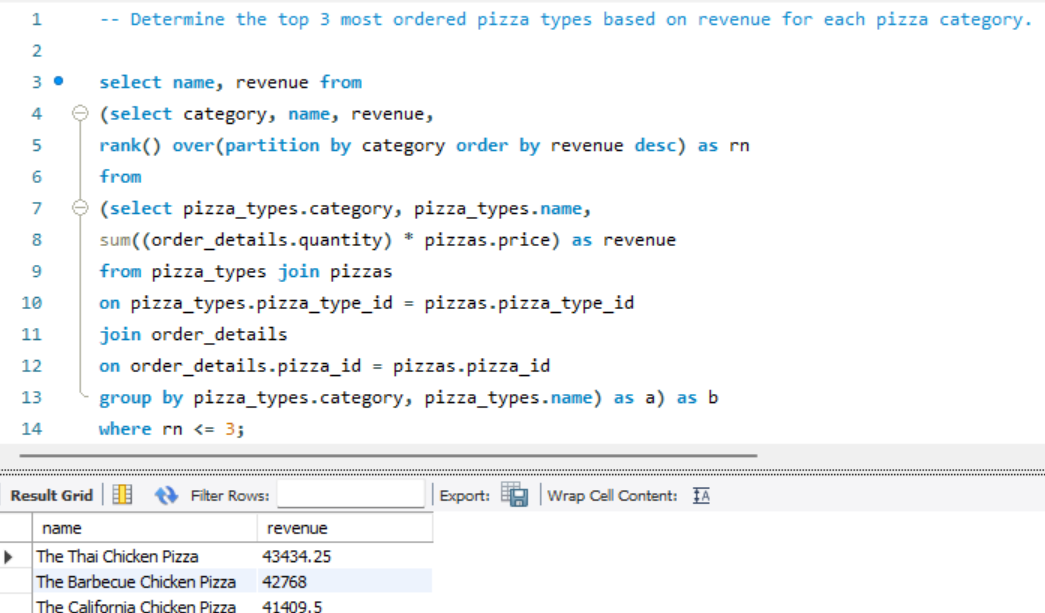 1 -- Determine the top 3 most ordered pizza types based on revenue for each pizza category.
2
3 select name, revenue from
4 (select category, name, revenue,
5 rank() over(partition by category order by revenue desc) as rn
6 from
7 (select pizza_types.category, pizza_types.name,
8 sum((order_details.quantity) * pizzas.price) as revenue
9 from pizza_types join pizzas
10 on pizza_types.pizza_type_id = pizzas.pizza_type_id
11 join order_details
12 on order_details.pizza_id = pizzas.pizza_id
13 group by pizza_types.category, pizza_types.name) as a) as b
14 where rn <= 3;
Result Grid Filter Rows: Export: Wrap Cell Content: IA
name revenue
The Thai Chicken Pizza 43434.25
The Barbecue Chicken Pizza 42768
The California Chicken Pizza 41409.5